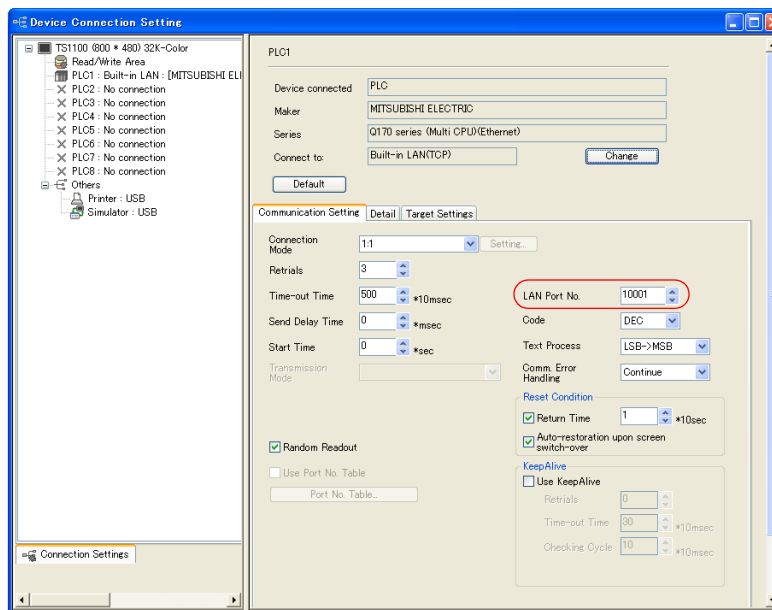 Device Connection Setting
TS1100 (800 * 480) 32K-Color
Read/Write Area
PLC1 : Built-in LAN : [MITSUBISHI EL
PLC2 : No connection
PLC3 : No connection
PLC4 : No connection
PLC5 : No connection
PLC6 : No connection
PLC7 : No connection
PLC8 : No connection
Others
Printer : USB
Simulator : USB
Connection Settings
PLC1
Device connected PLC
Maker MITSUBISHI ELECTRIC
Series Q170 series (Multi CPU)(Ethernet)
Connect to: Built-in LAN(TCP) Change
Default
Communication Setting Detail Target Settings
Connection Mode 1:1 Setting...
Retrials 3
Time-out Time 500 *10msec
Send Delay Time 0 *msec
Start Time 0 *sec
Transmission Mode
Random Readout
Use Port No. Table
Port No. Table...
LAN Port No. 10001
Code DEC
Text Process LSB->MSB
Comm. Error Handling Continue
Reset Condition
Return Time 1 *10sec
Auto-restoration upon screen switch-over
KeepAlive
Use KeepAlive
Retrials 0
Time-out Time 30 *10msec
Checking Cycle 10 *10msec